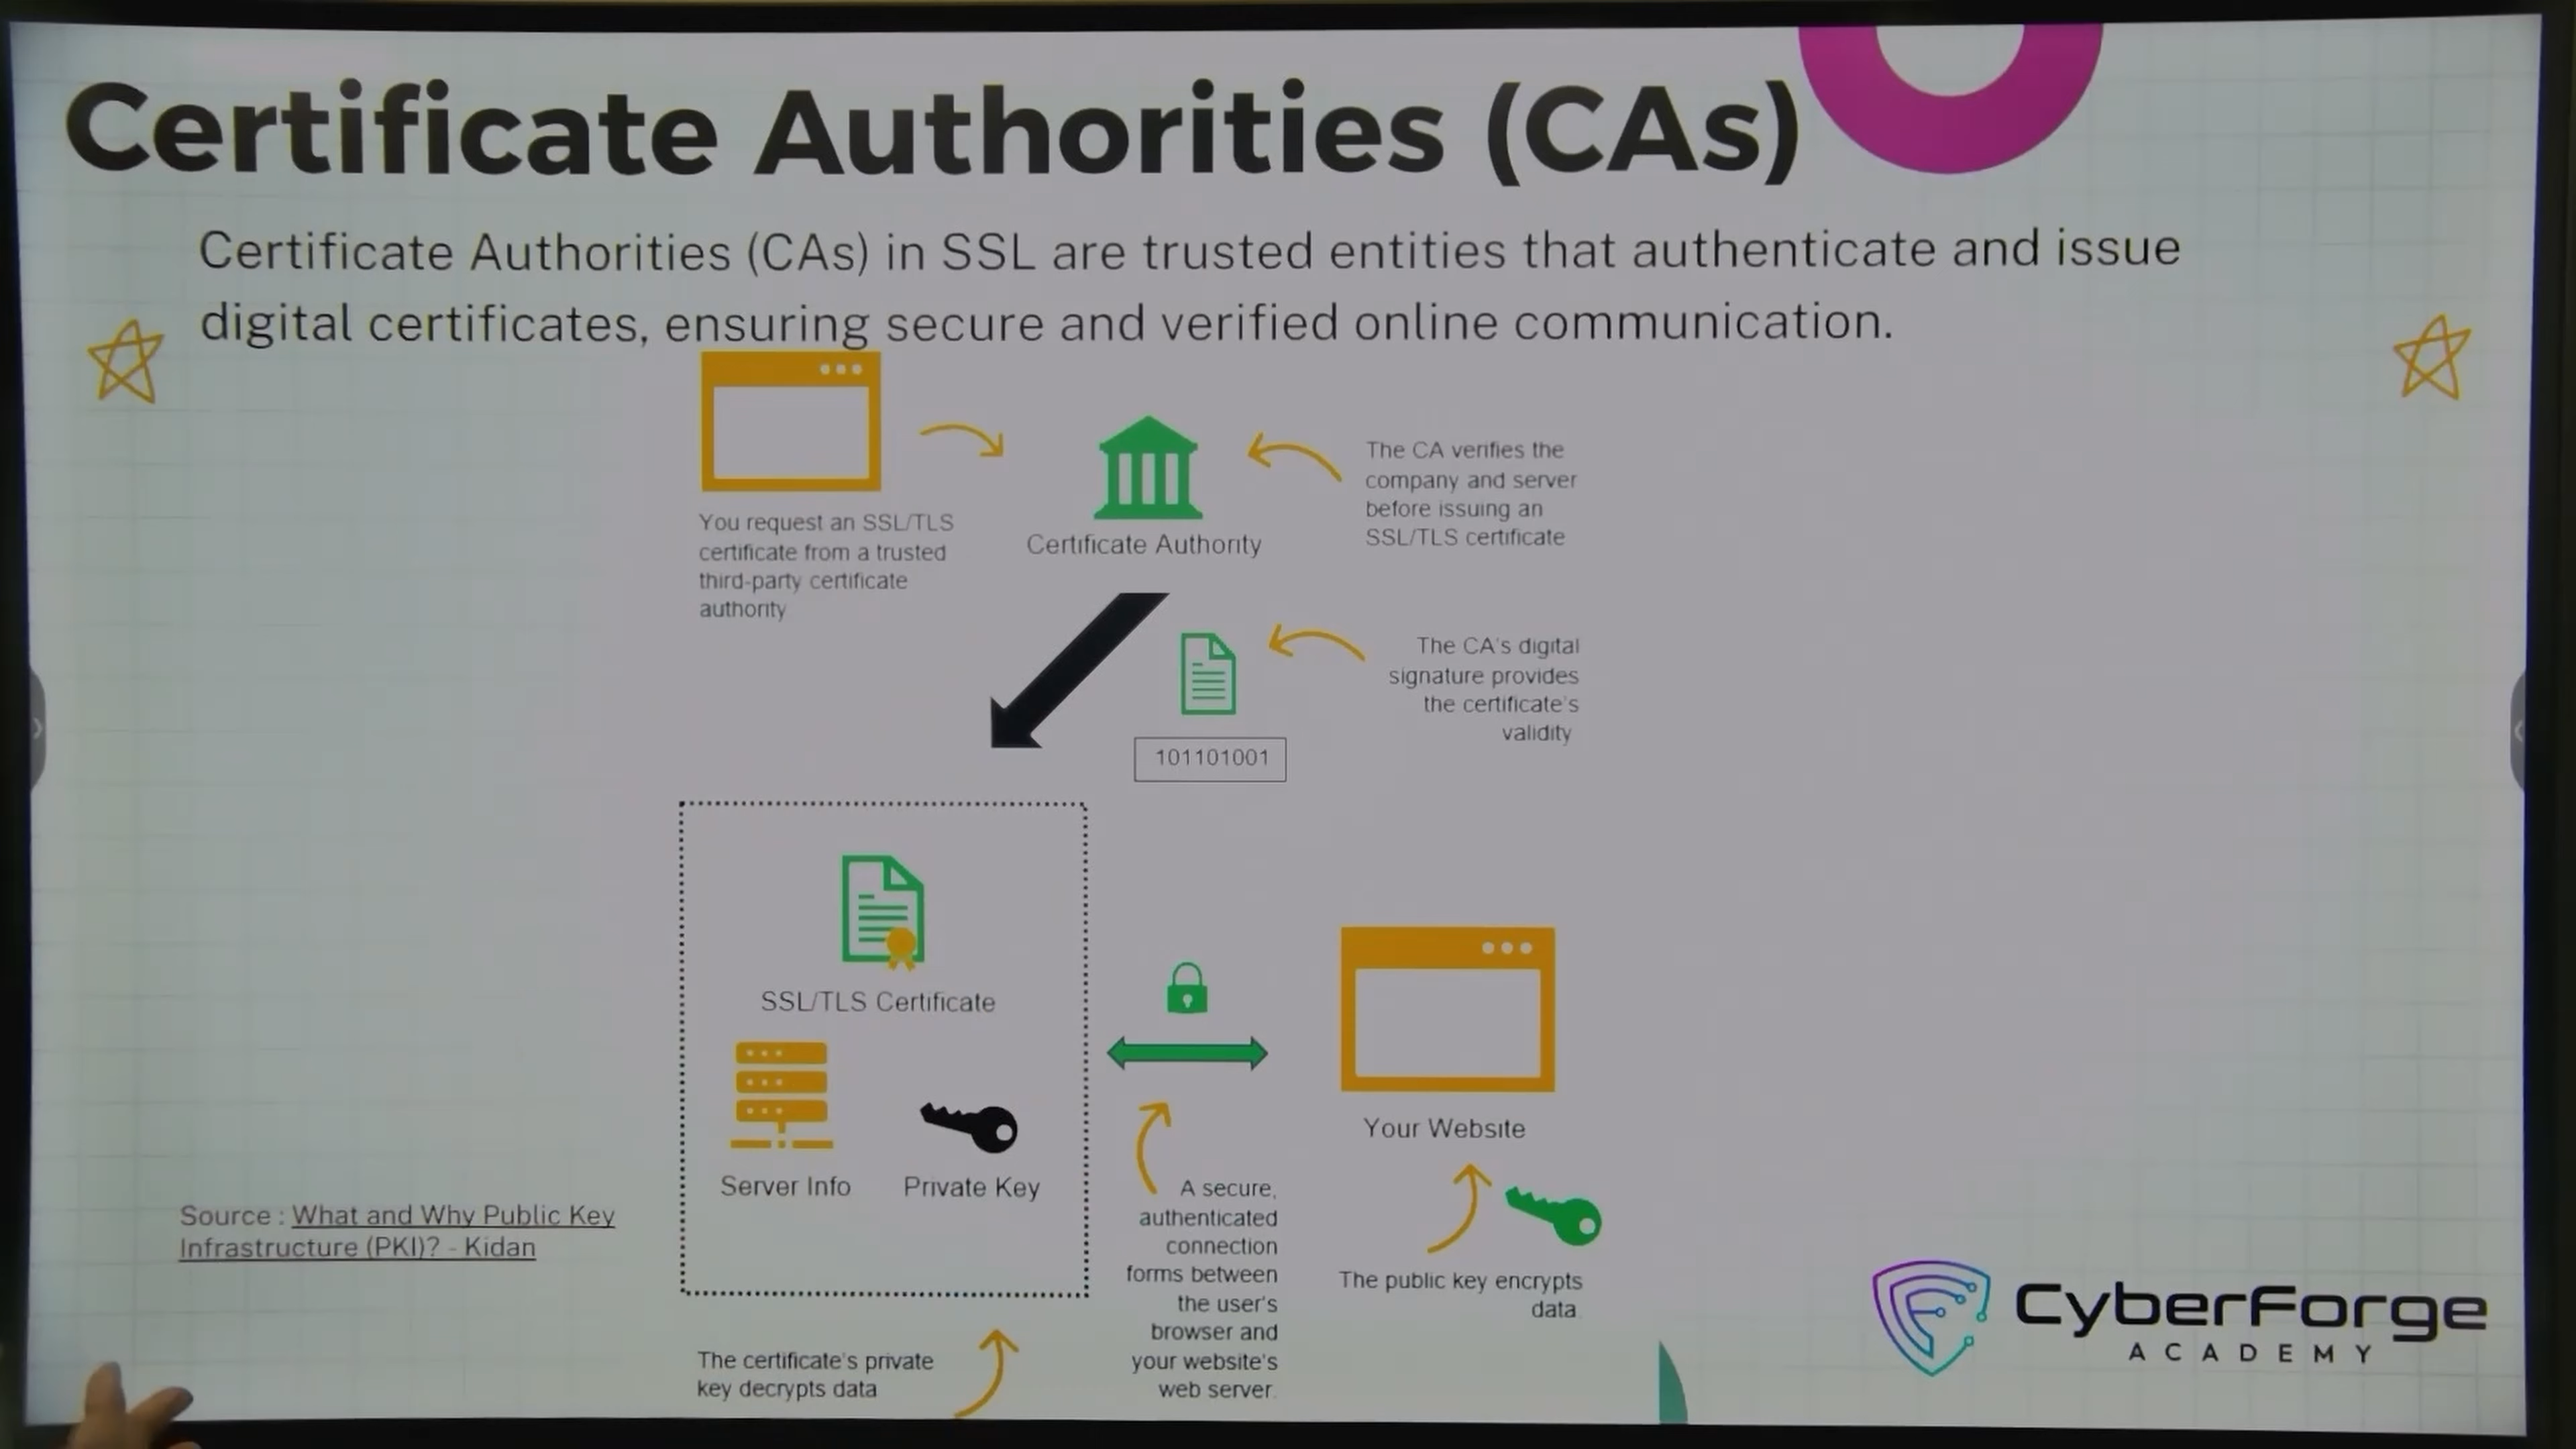 Certificate Authorities (CAs)
Certificate Authorities (CAs) in SSL are trusted entities that authenticate and issue
digital certificates, ensuring secure and verified online communication.
You request an SSL/TLS
certificate from a trusted
third-party certificate
authority
Certificate Authority
The CA verifies the
company and server
before issuing an
SSL/TLS certificate
The CA's digital
signature provides
the certificate's
validity
101101001
SSL/TLS Certificate
Server Info
Private Key
The certificate's private
key decrypts data
A secure,
authenticated
connection
forms between
the user's
browser and
your website's
web server.
Your Website
The public key encrypts
data
Source : What and Why Public Key
Infrastructure (PKI)? - Kidan
CyberForge
ACADEMY